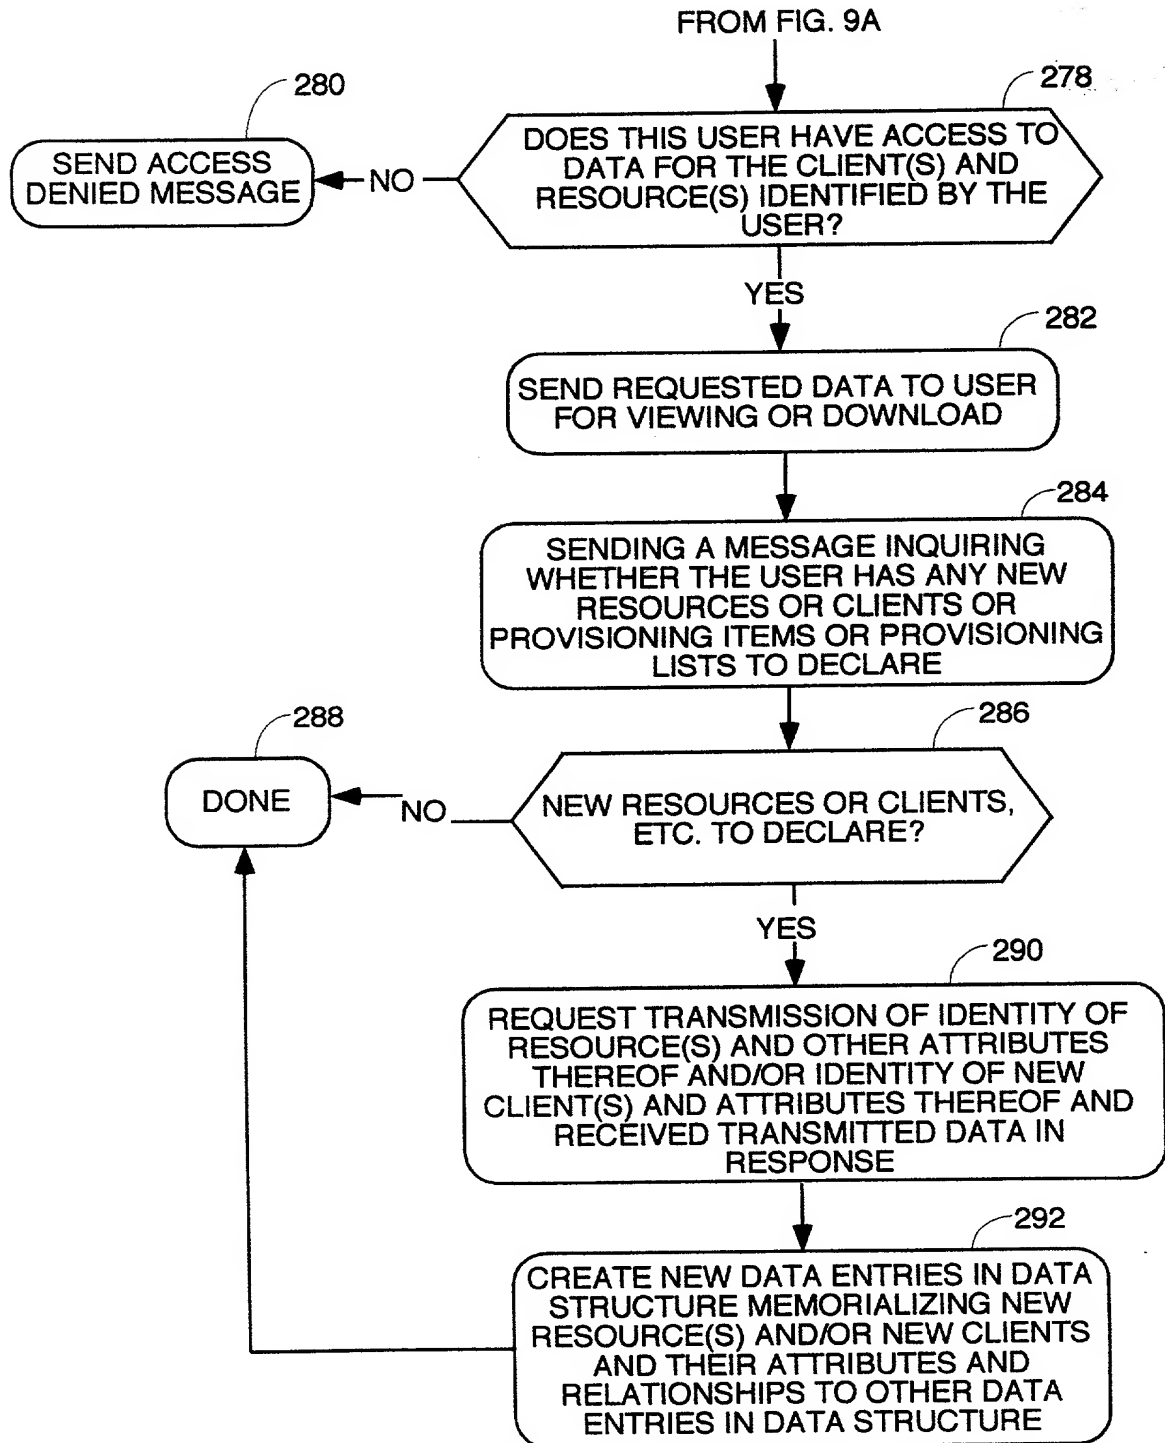 FROM FIG. 9A
280
278
DOES THIS USER HAVE ACCESS TO
DATA FOR THE CLIENT(S) AND
RESOURCE(S) IDENTIFIED BY THE
USER?
SEND ACCESS
DENIED MESSAGE
NO
YES
282
SEND REQUESTED DATA TO USER
FOR VIEWING OR DOWNLOAD
284
SENDING A MESSAGE INQUIRING
WHETHER THE USER HAS ANY NEW
RESOURCES OR CLIENTS OR
PROVISIONING ITEMS OR PROVISIONING
LISTS TO DECLARE
288
286
DONE
NO
NEW RESOURCES OR CLIENTS,
ETC. TO DECLARE?
YES
290
REQUEST TRANSMISSION OF IDENTITY OF
RESOURCE(S) AND OTHER ATTRIBUTES
THEREOF AND/OR IDENTITY OF NEW
CLIENT(S) AND ATTRIBUTES THEREOF AND
RECEIVED TRANSMITTED DATA IN
RESPONSE
292
CREATE NEW DATA ENTRIES IN DATA
STRUCTURE MEMORIALIZING NEW
RESOURCE(S) AND/OR NEW CLIENTS
AND THEIR ATTRIBUTES AND
RELATIONSHIPS TO OTHER DATA
ENTRIES IN DATA STRUCTURE